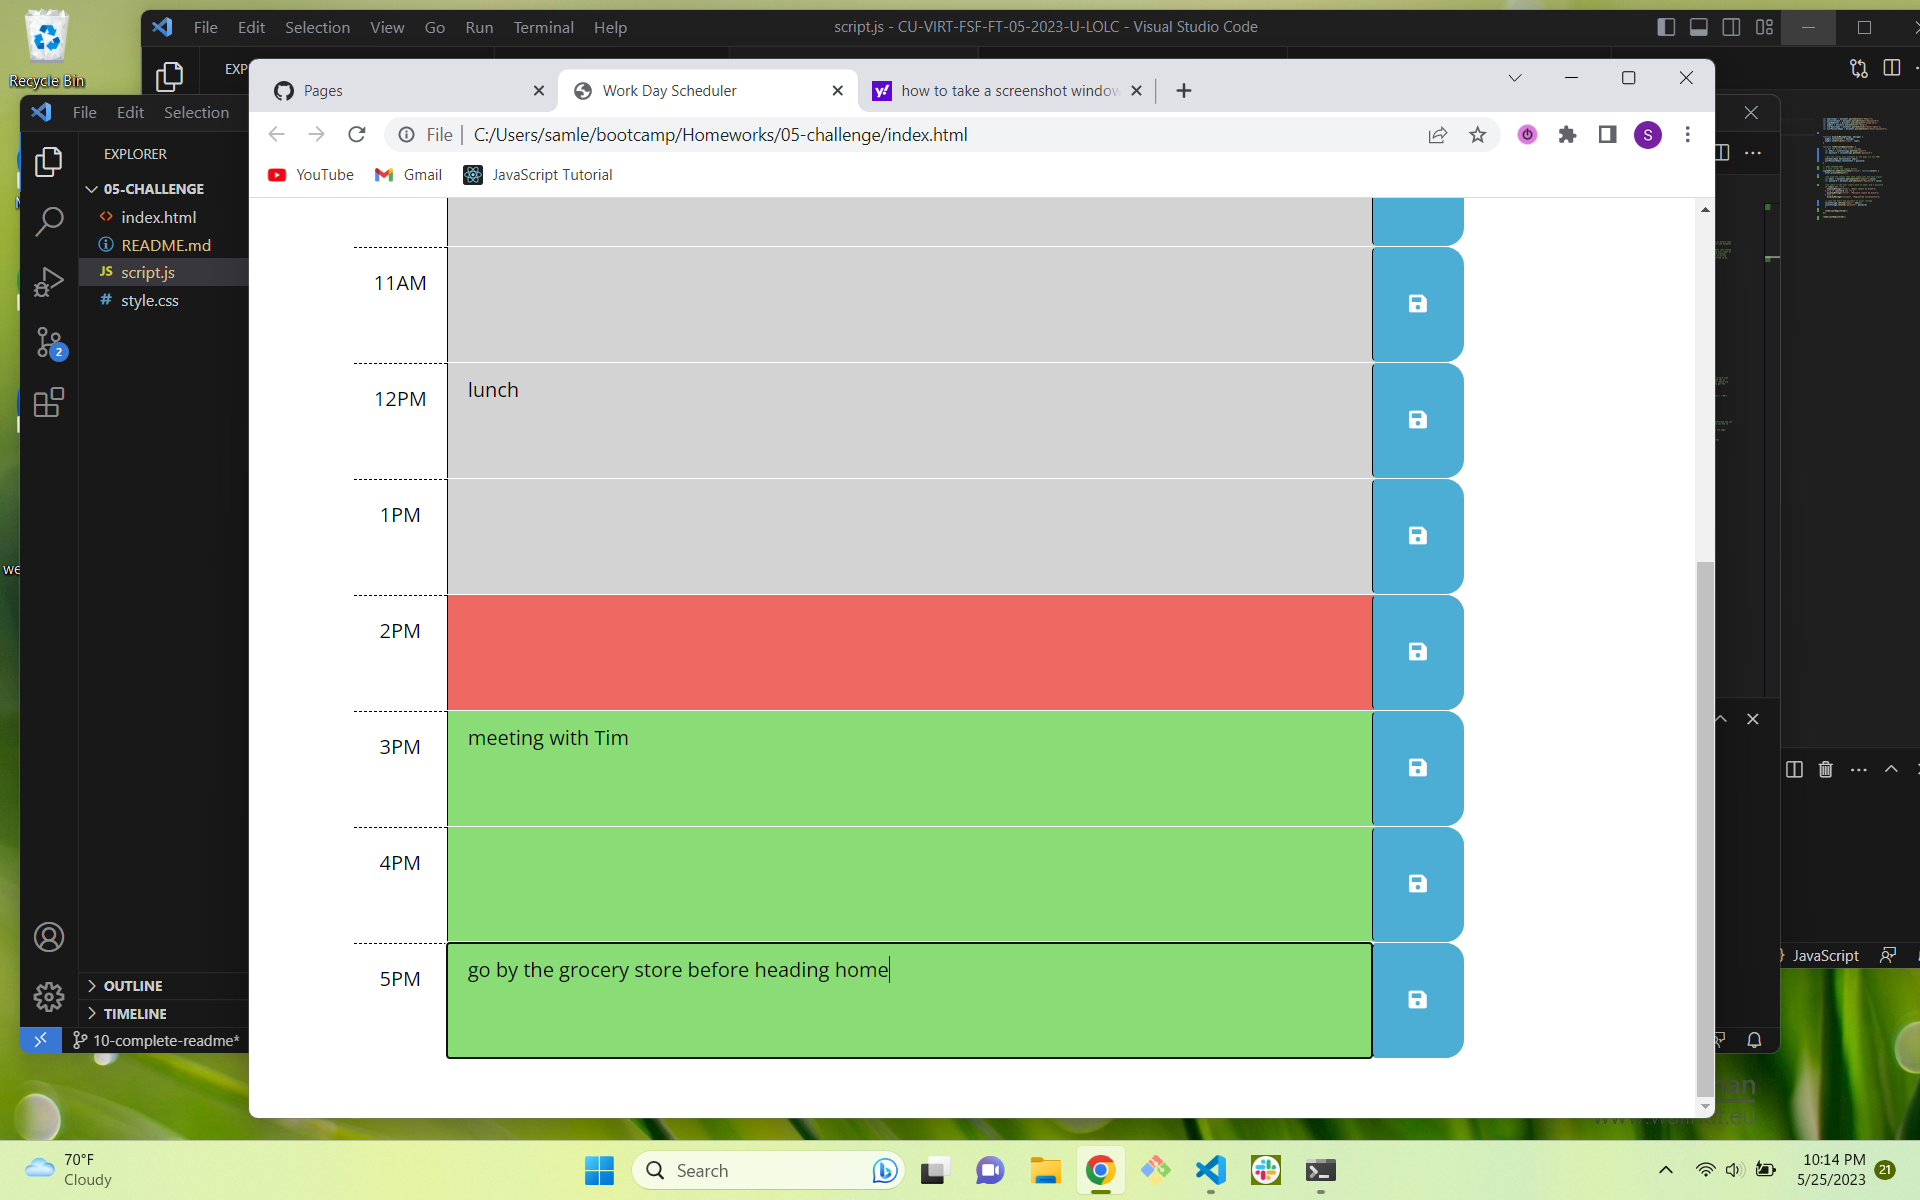 Recycle Bin
File Edit Selection View Go Run Terminal Help
script.js - CU-VIRT-FSF-FT-05-2023-U-LOLC - Visual Studio Code
EXP
File Edit Selection
EXPLORER
05-CHALLENGE
index.html
README.md
JS script.js
# style.css
2
OUTLINE
TIMELINE
10-complete-readme*
Pages
Work Day Scheduler
how to take a screenshot window
File | C:/Users/samle/bootcamp/Homeworks/05-challenge/index.html
S
YouTube
Gmail
JavaScript Tutorial
11AM
12PM
lunch
1PM
2PM
3PM
meeting with Tim
4PM
5PM
go by the grocery store before heading home
we
JavaScript
70°F
Cloudy
Search
10:14 PM
5/25/2023
21